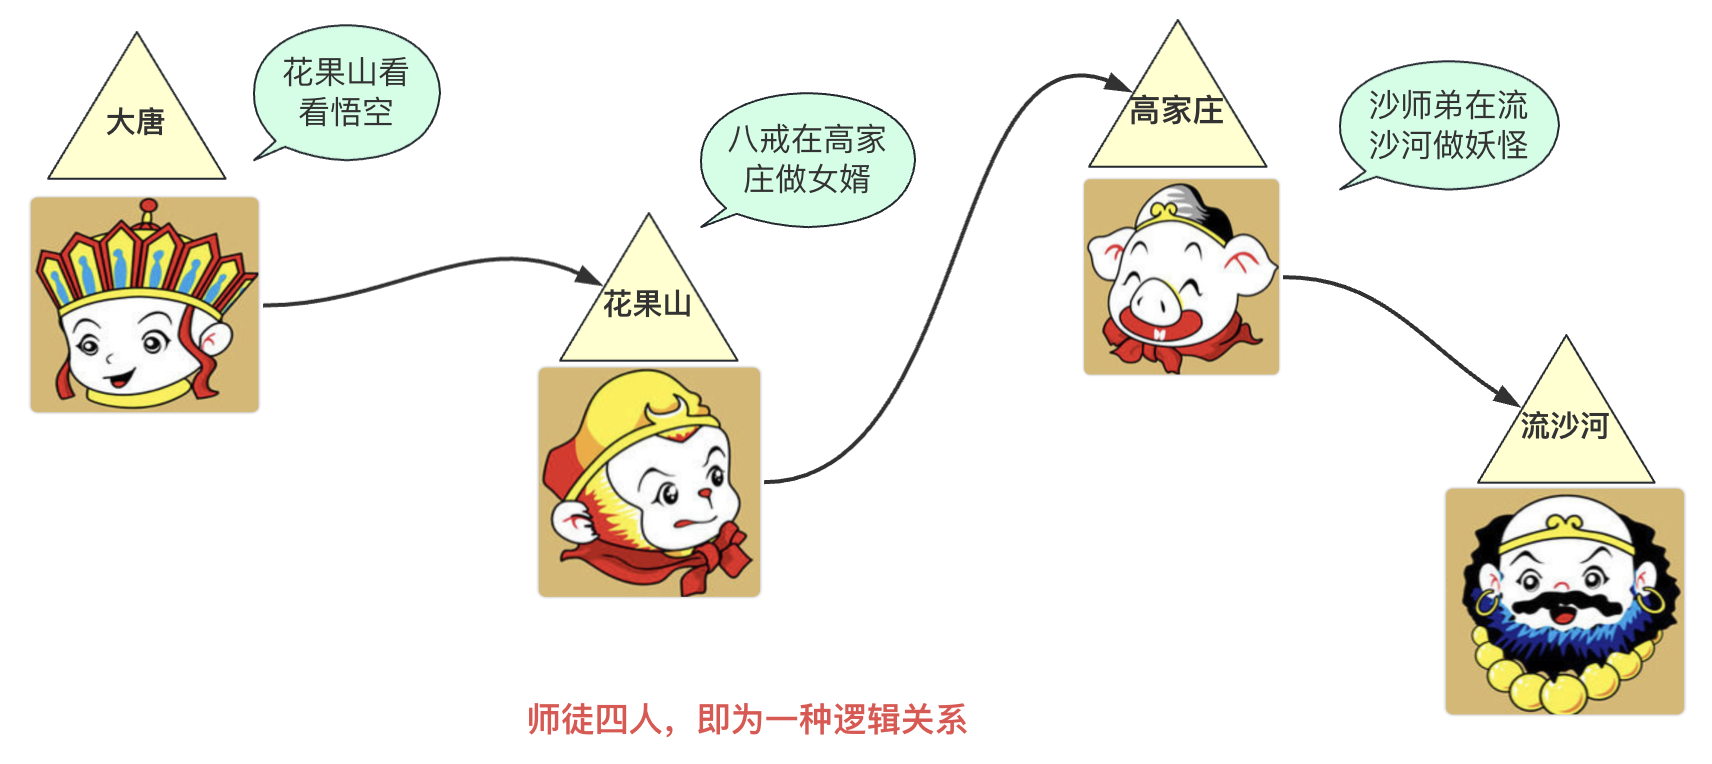 大唐
花果山看
看悟空
花果山
八戒在高家
庄做女婿
高家庄
沙师弟在流
沙河做妖怪
流沙河
师徒四人，即为一种逻辑关系